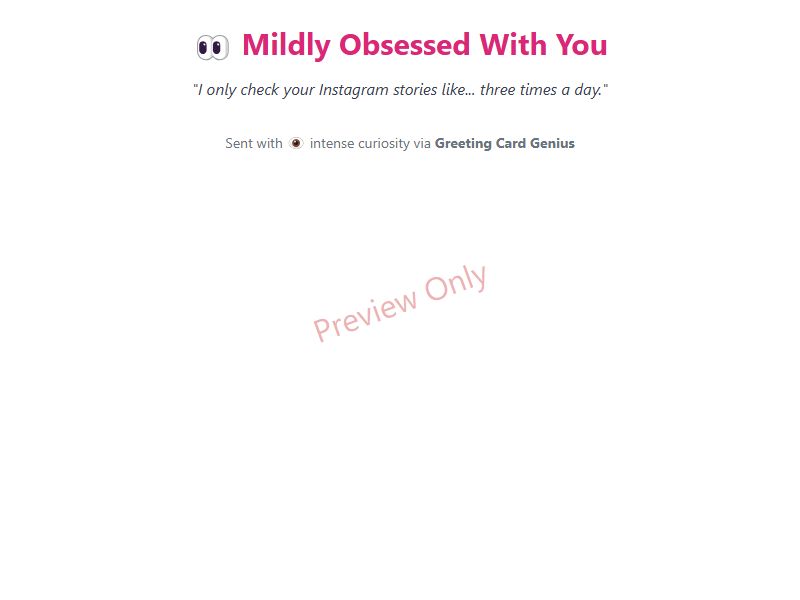 👀 Mildly Obsessed With You
"I only check your Instagram stories like... three times a day."
Sent with 👁️ intense curiosity via Greeting Card Genius
Preview Only